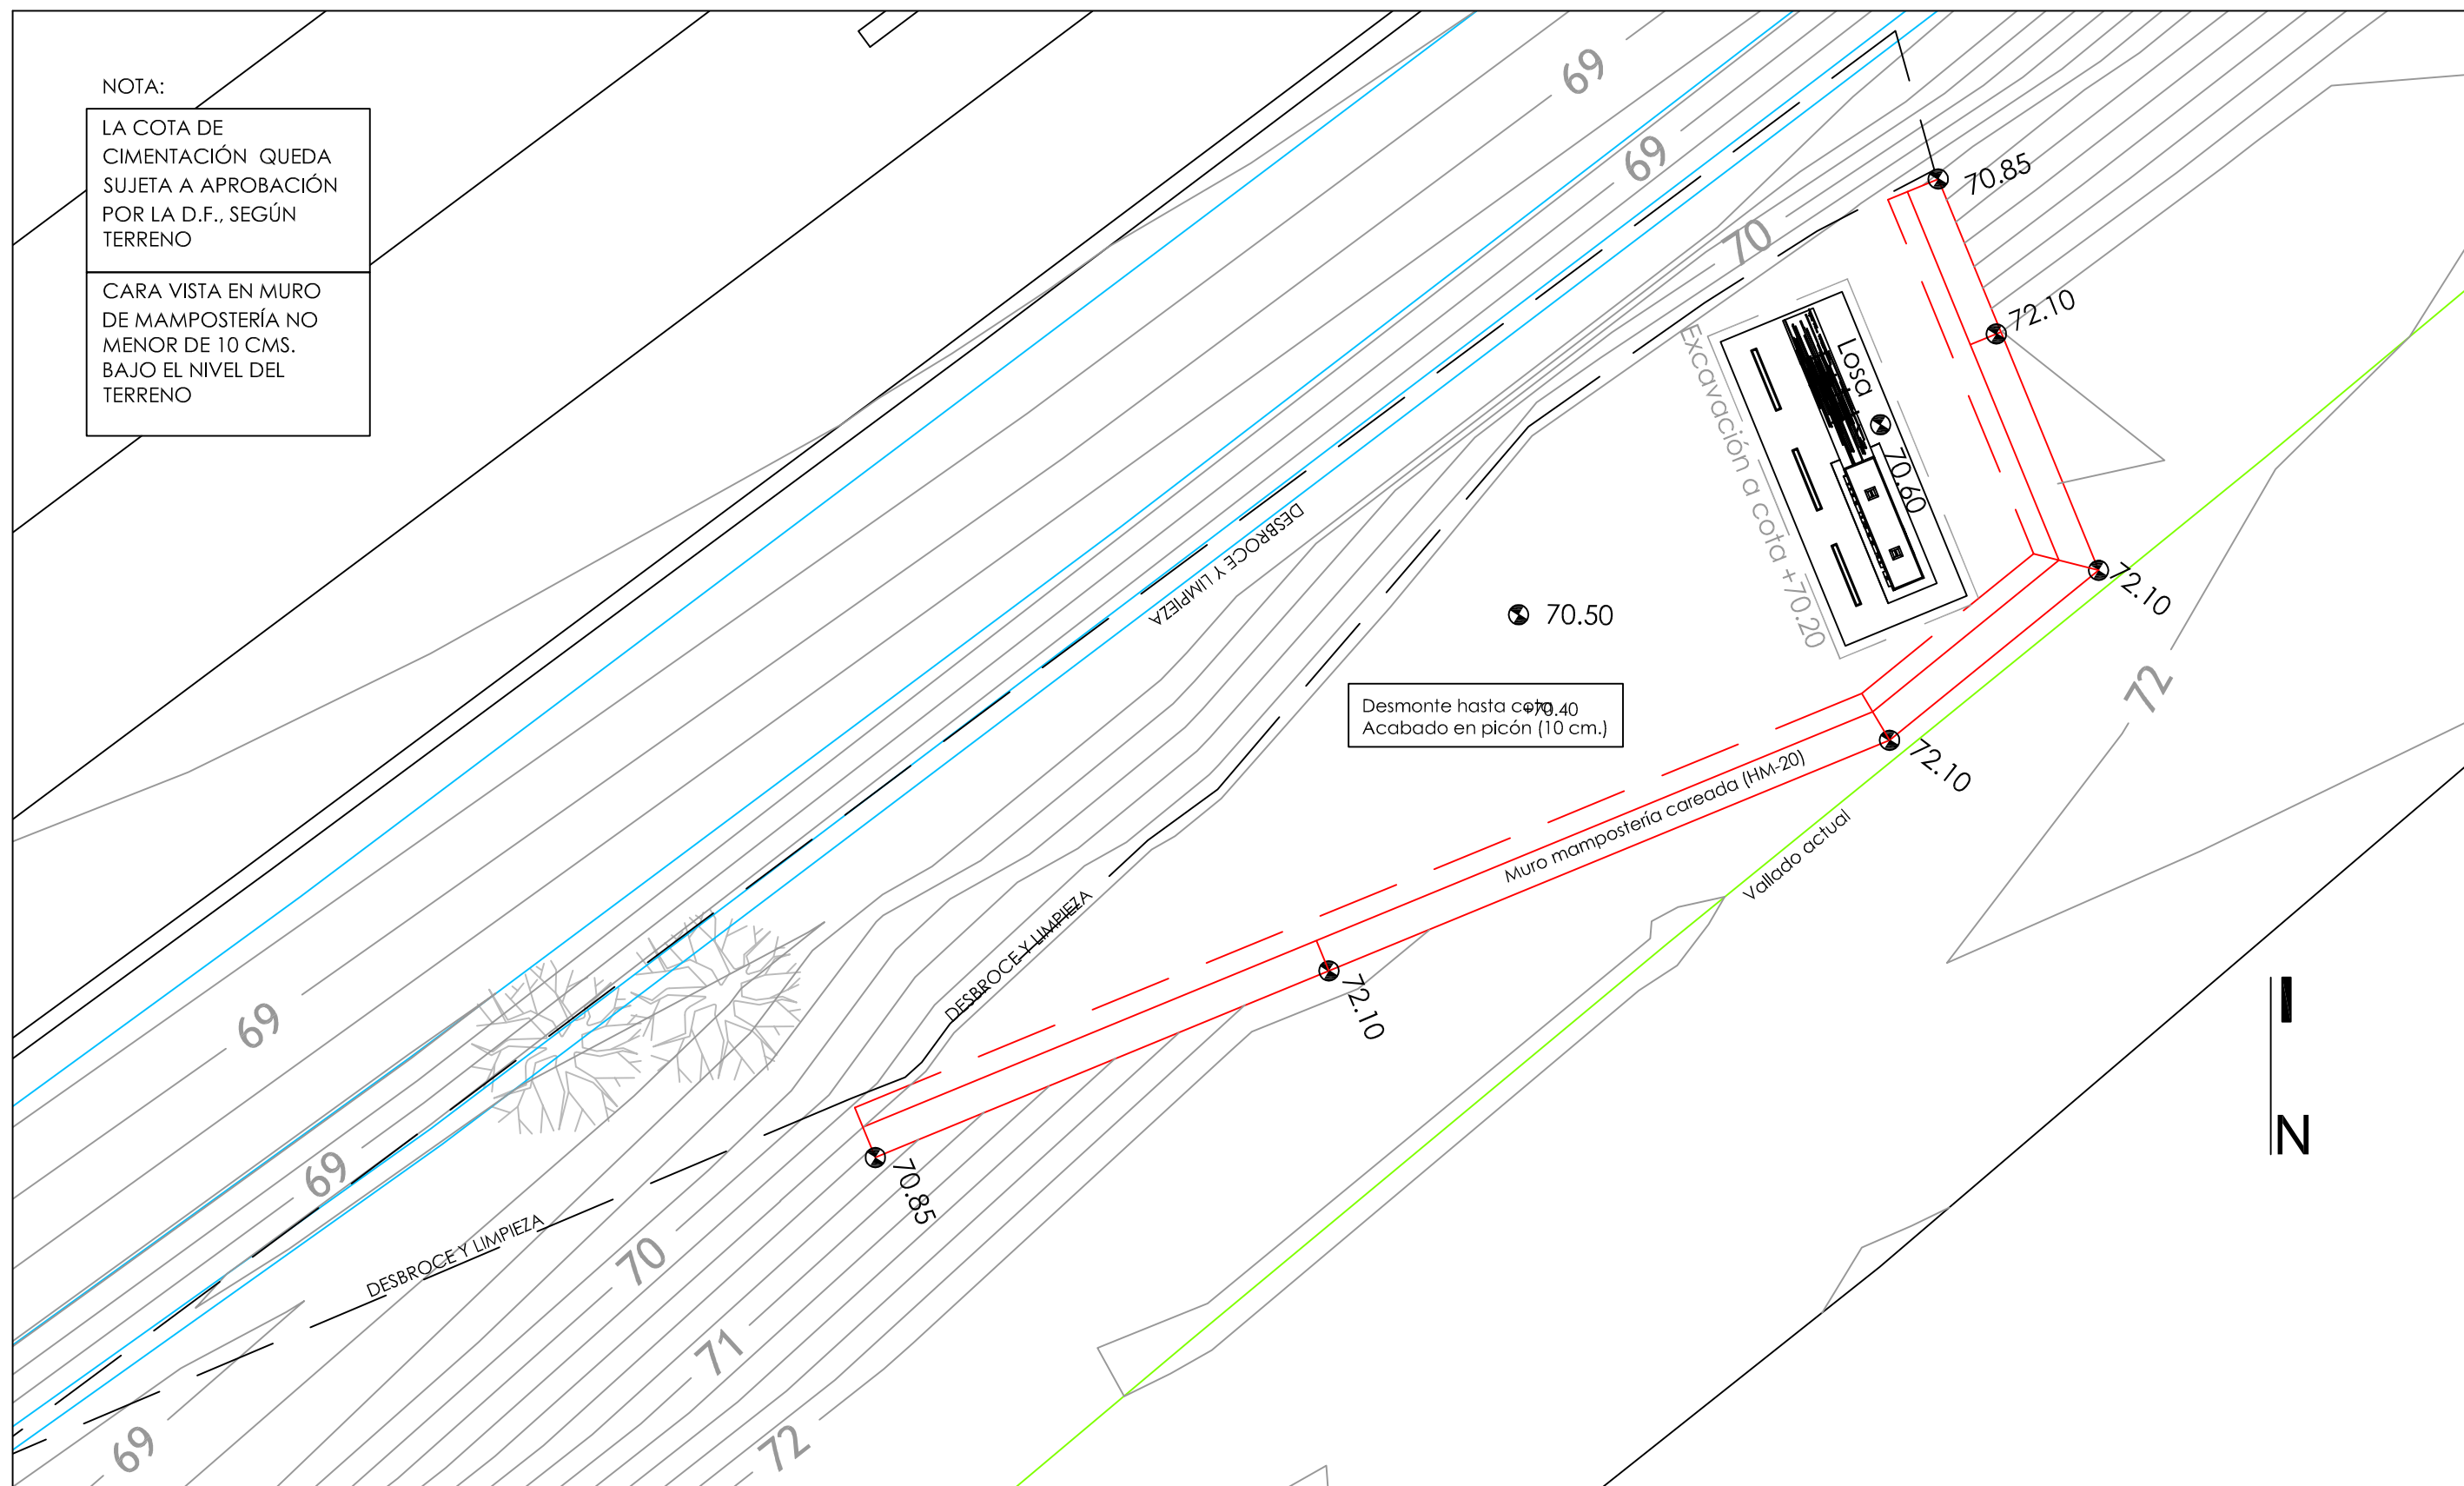 NOTA:
LA COTA DE
CIMENTACIÓN QUEDA
SUJETA A APROBACIÓN
POR LA D.F., SEGÚN
TERRENO
CARA VISTA EN MURO
DE MAMPOSTERÍA NO
MENOR DE 10 CMS.
BAJO EL NIVEL DEL
TERRENO
69
69
70
70.85
72.10
Losa
70.60
Excavación a cota +70.20
72.10
DESBROCE Y LIMPIEZA
70.50
Desmonte hasta cota +70.40
Acabado en picón (10 cm.)
72
72.10
Muro mampostería careada (HM-20)
Vallado actual
DESBROCE Y LIMPIEZA
72.10
69
69
70.85
DESBROCE Y LIMPIEZA
70
71
72
69
N